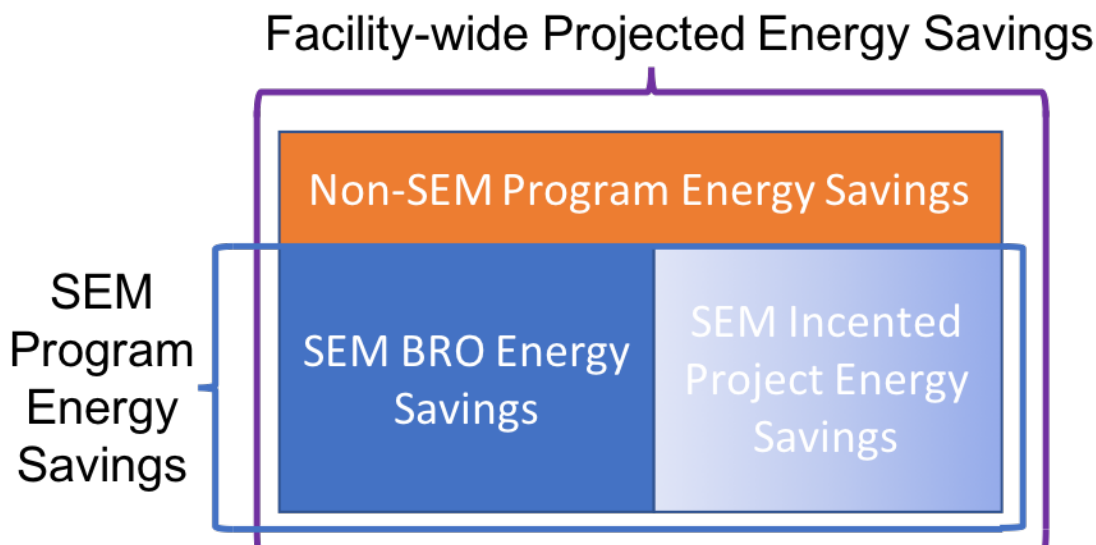 Facility-wide Projected Energy Savings
Non-SEM Program Energy Savings
SEM
Program
Energy
Savings
SEM BRO Energy
Savings
SEM Incented
Project Energy
Savings